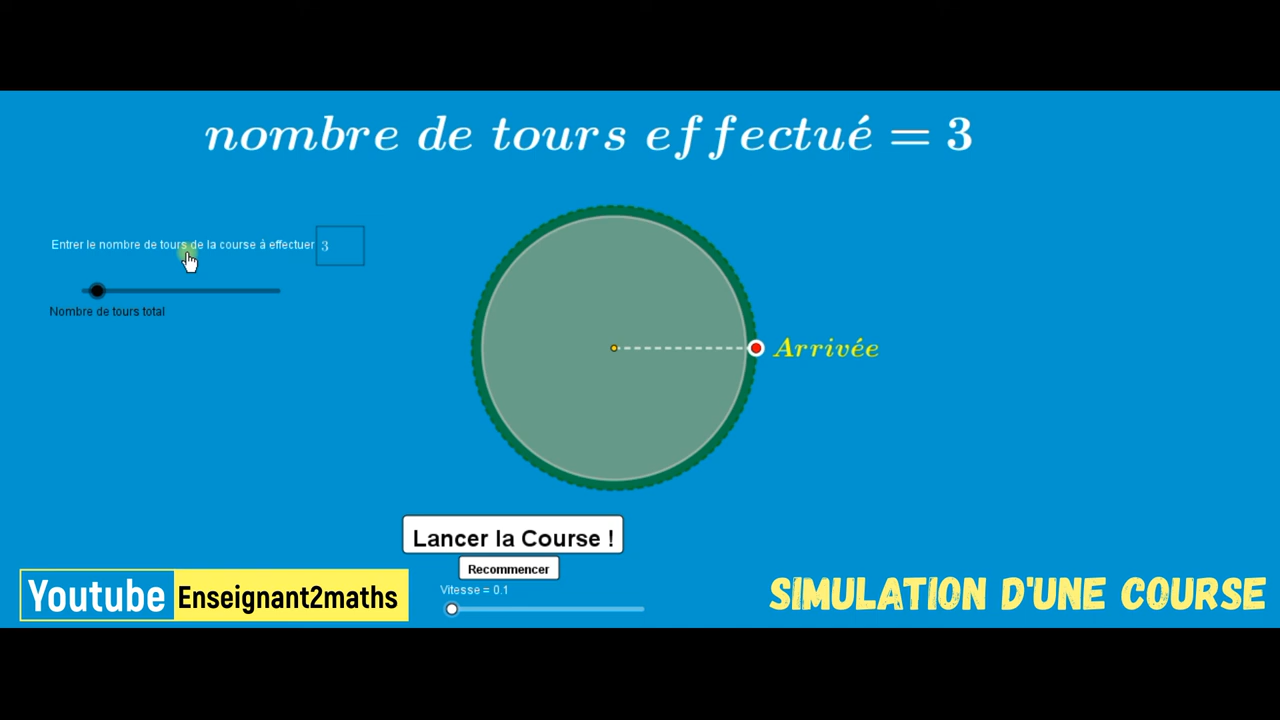 nombre de tours effectué = 3
Entrer le nombre de tours de la course à effectuer 3
Nombre de tours total
Arrivée
Lancer la Course !
Recommencer
Vitesse = 0.1
Youtube Enseignant2maths
SIMULATION D'UNE COURSE